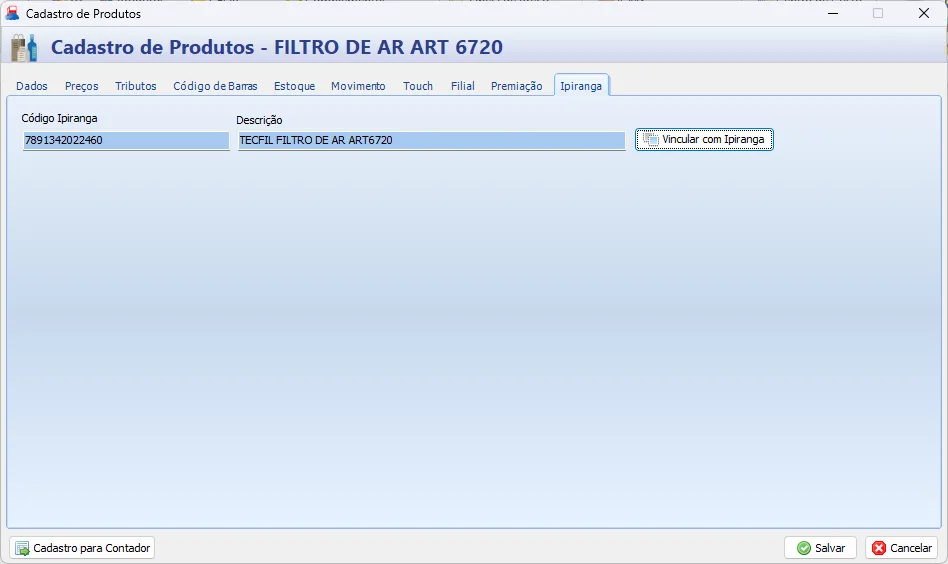 Cadastro de Produtos
Cadastro de Produtos - FILTRO DE AR ART 6720
Dados Preços Tributos Código de Barras Estoque Movimento Touch Filial Premiação Ipiranga
Código Ipiranga Descrição
7891342022460 TECFIL FILTRO DE AR ART6720 Vincular com Ipiranga
Cadastro para Contador Salvar Cancelar